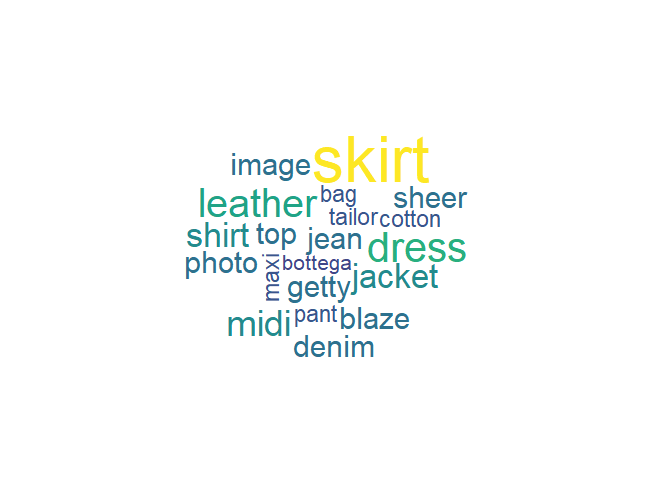 skirt
image
bag
sheer
leather
tailor
cotton
shirt
top
jean
dress
photo
bottega
maxi
jacket
getty
midi
pant
blaze
denim